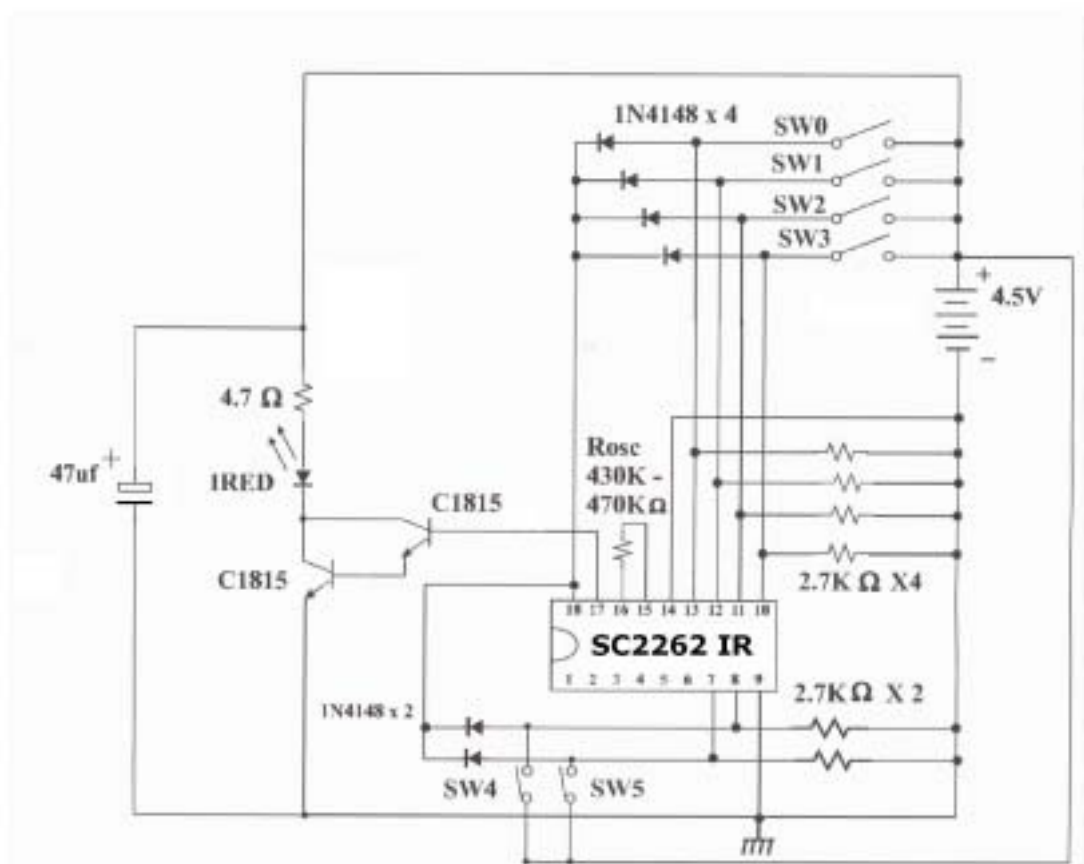 1N4148 x 4
SW0
SW1
SW2
SW3
+
4.5V
−
4.7 Ω
Rosc
430K -
470KΩ
47uf +
IRED
C1815
C1815
2.7K Ω X4
18 17 16 15 14 13 12 11 10
SC2262 IR
1 2 3 4 5 6 7 8 9
2.7KΩ X 2
1N4148 x 2
SW4
SW5